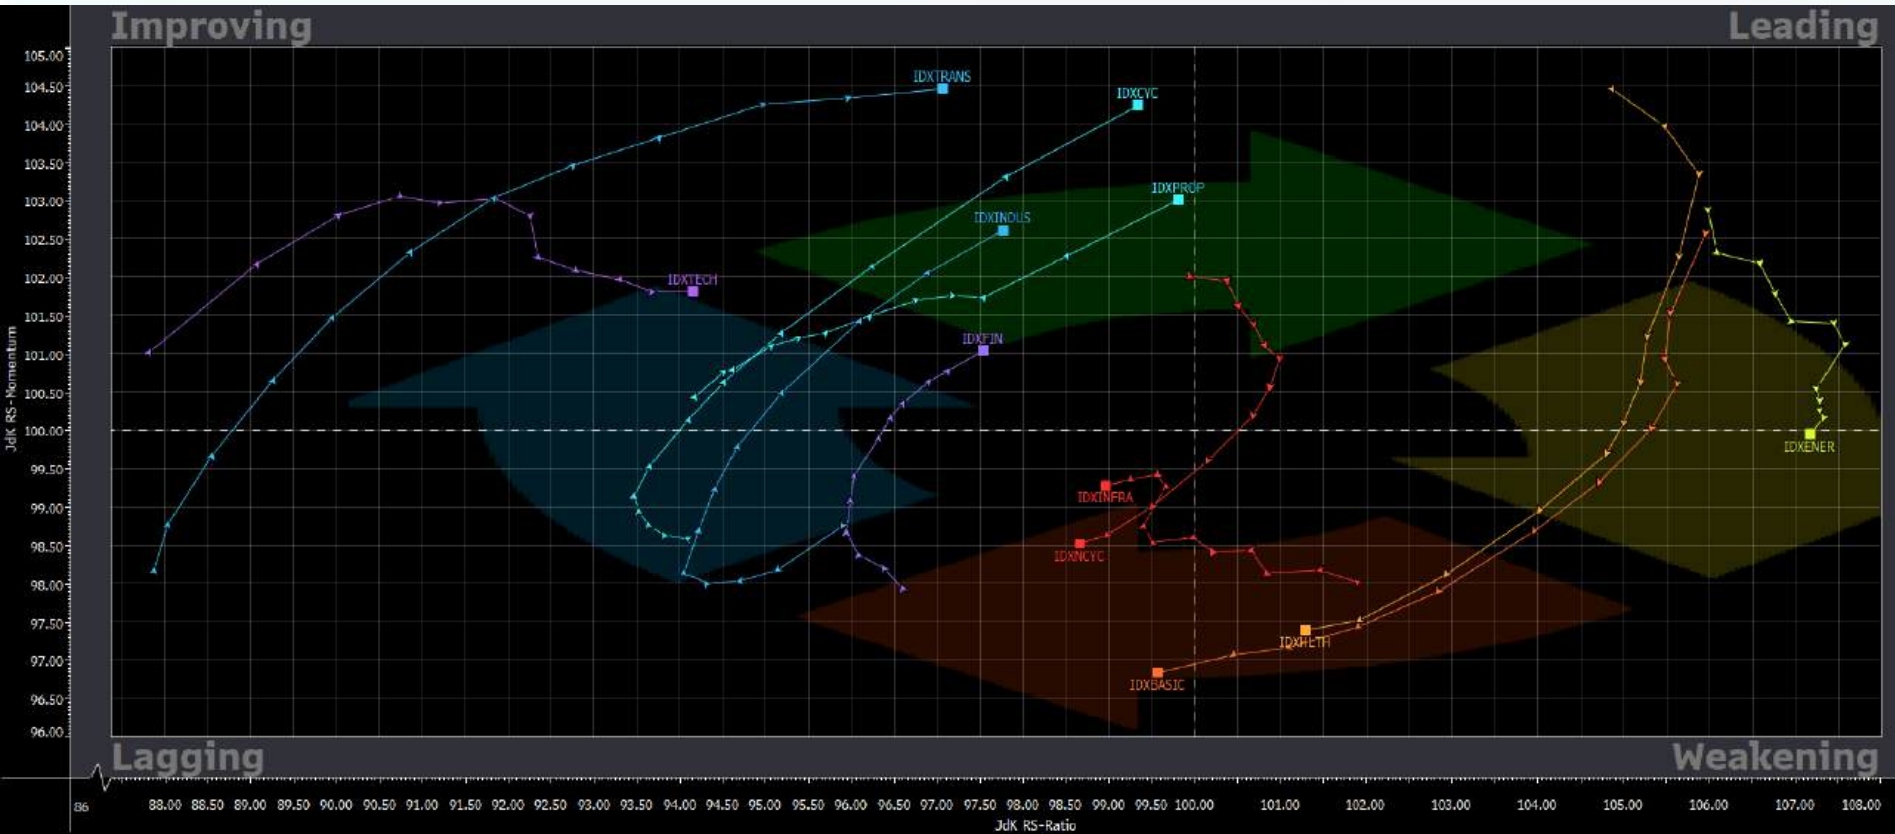 Improving
Leading
105.00
104.50
104.00
103.50
103.00
102.50
102.00
101.50
101.00
100.50
100.00
99.50
99.00
98.50
98.00
97.50
97.00
96.50
96.00
JdK RS-Momentum
IDXTRANS
IDXCYC
IDXPROP
IDXINDUS
IDXTECH
IDXFIN
IDXENER
IDXINFRA
IDXNCYC
IDXHLTH
IDXBASIC
Lagging
Weakening
86 88.00 88.50 89.00 89.50 90.00 90.50 91.00 91.50 92.00 92.50 93.00 93.50 94.00 94.50 95.00 95.50 96.00 96.50 97.00 97.50 98.00 98.50 99.00 99.50 100.00 101.00 102.00 103.00 104.00 105.00 106.00 107.00 108.00
JdK RS-Ratio